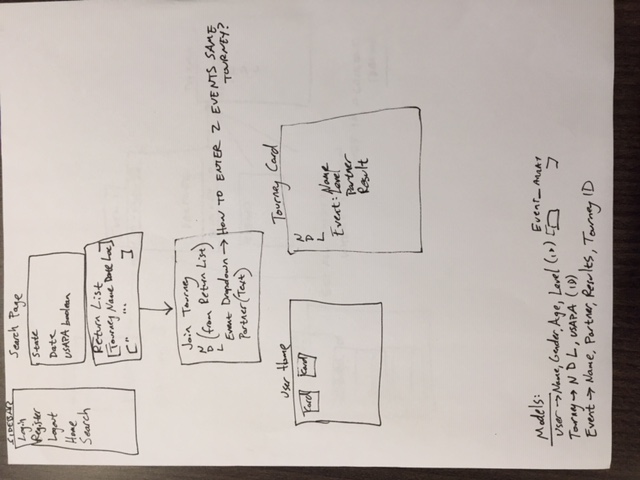 SIDEBAR
Login
Register
Logout
Home
Search
Search Page
State
Date
USAPA boolean
Return List
[Tourney Name Date Loc]
[" " ]
Join Tourney
N
D (from Return List)
L
Event Dropdown → HOW TO ENTER 2 EVENTS SAME
TOURNEY?
Partner (Text)
User Home
Card Card
Tourney Card
N
D
L
Event: Name
Level
Partner
Result
Models:
User → Name, Gender, Age, Level (ID)
Event_ARRAY
[ ]
Tourney → N D L, USAPA (ID)
Event → Name, Partner, Results, Tourney ID